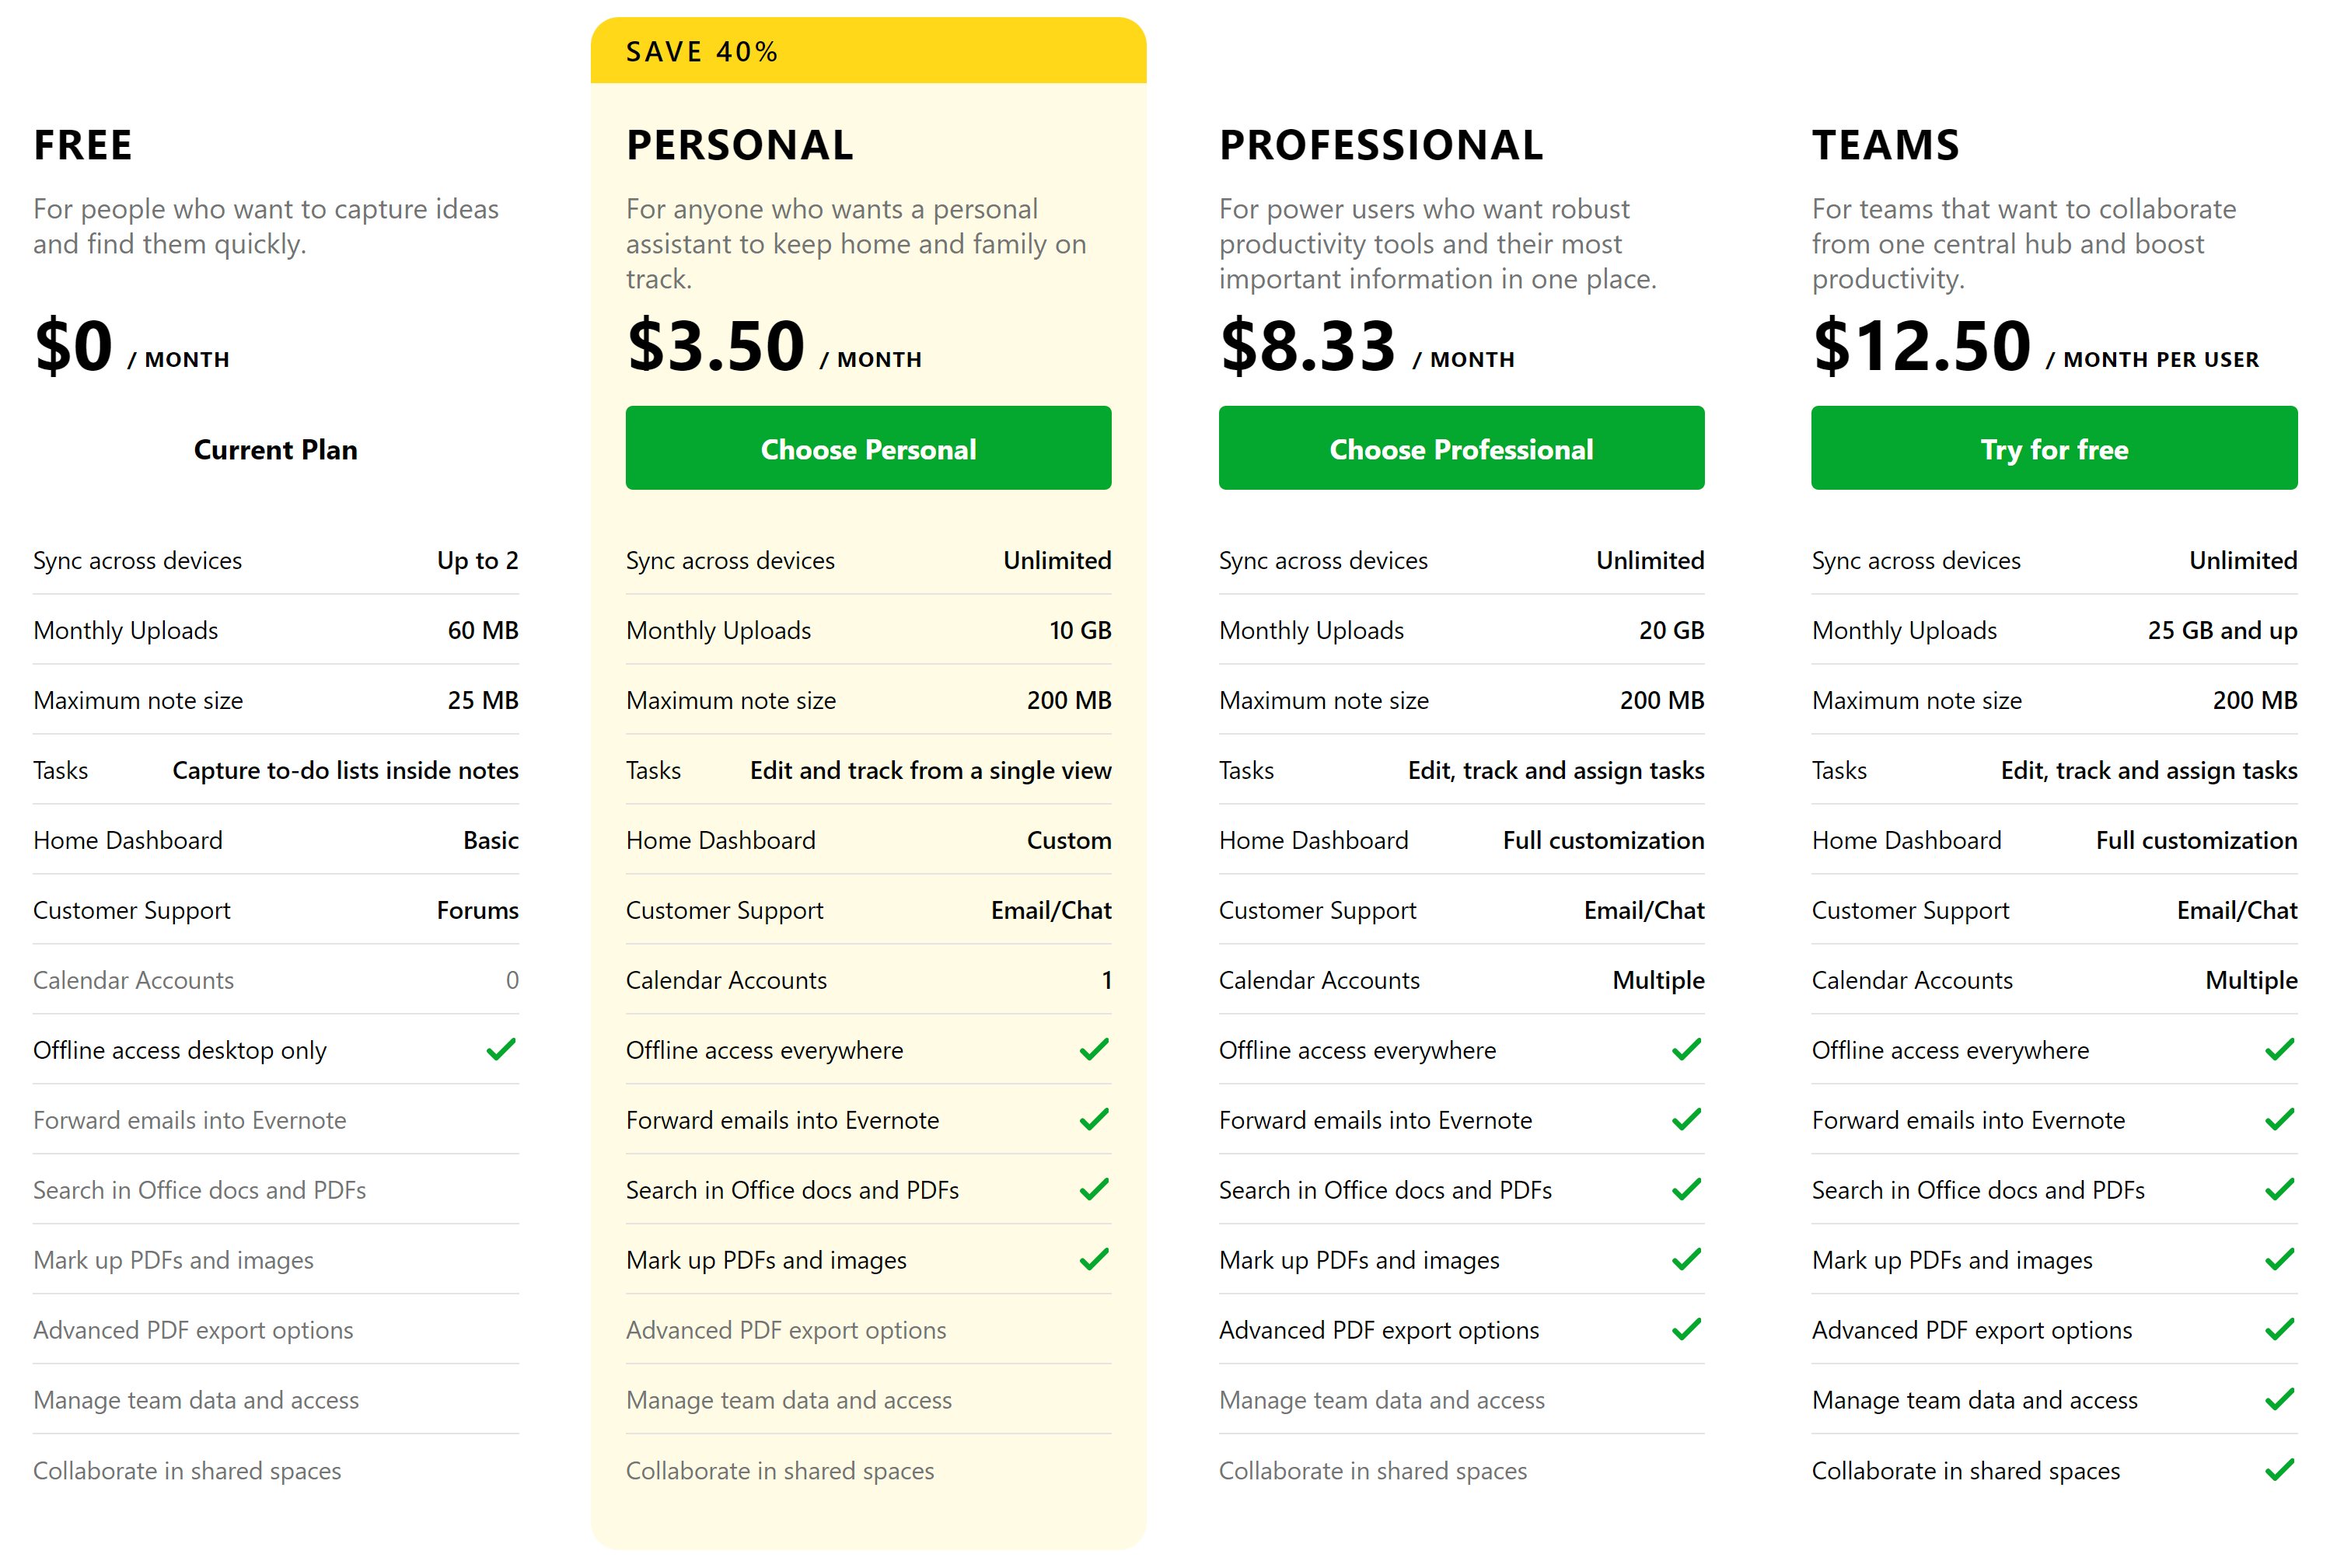 FREE
For people who want to capture ideas
and find them quickly.
$0 / MONTH
Current Plan
Sync across devices Up to 2
Monthly Uploads 60 MB
Maximum note size 25 MB
Tasks Capture to-do lists inside notes
Home Dashboard Basic
Customer Support Forums
Calendar Accounts 0
Offline access desktop only
Forward emails into Evernote
Search in Office docs and PDFs
Mark up PDFs and images
Advanced PDF export options
Manage team data and access
Collaborate in shared spaces
SAVE 40%
PERSONAL
For anyone who wants a personal
assistant to keep home and family on
track.
$3.50 / MONTH
Choose Personal
Sync across devices Unlimited
Monthly Uploads 10 GB
Maximum note size 200 MB
Tasks Edit and track from a single view
Home Dashboard Custom
Customer Support Email/Chat
Calendar Accounts 1
Offline access everywhere
Forward emails into Evernote
Search in Office docs and PDFs
Mark up PDFs and images
Advanced PDF export options
Manage team data and access
Collaborate in shared spaces
PROFESSIONAL
For power users who want robust
productivity tools and their most
important information in one place.
$8.33 / MONTH
Choose Professional
Sync across devices Unlimited
Monthly Uploads 20 GB
Maximum note size 200 MB
Tasks Edit, track and assign tasks
Home Dashboard Full customization
Customer Support Email/Chat
Calendar Accounts Multiple
Offline access everywhere
Forward emails into Evernote
Search in Office docs and PDFs
Mark up PDFs and images
Advanced PDF export options
Manage team data and access
Collaborate in shared spaces
TEAMS
For teams that want to collaborate
from one central hub and boost
productivity.
$12.50 / MONTH PER USER
Try for free
Sync across devices Unlimited
Monthly Uploads 25 GB and up
Maximum note size 200 MB
Tasks Edit, track and assign tasks
Home Dashboard Full customization
Customer Support Email/Chat
Calendar Accounts Multiple
Offline access everywhere
Forward emails into Evernote
Search in Office docs and PDFs
Mark up PDFs and images
Advanced PDF export options
Manage team data and access
Collaborate in shared spaces